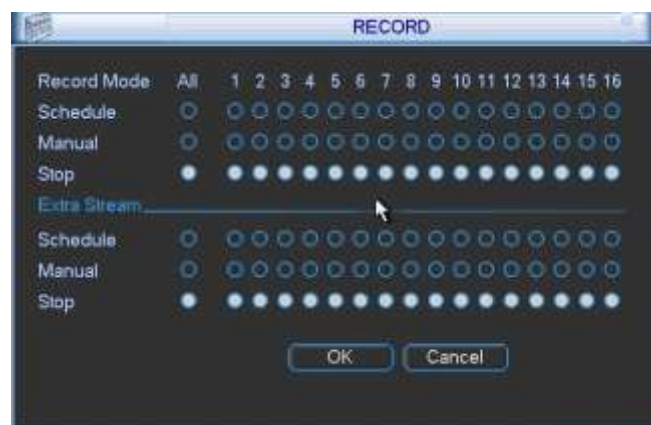 RECORD
Record Mode All 1 2 3 4 5 6 7 8 9 10 11 12 13 14 15 16
Schedule
Manual
Stop
Extra Stream
Schedule
Manual
Stop
OK Cancel